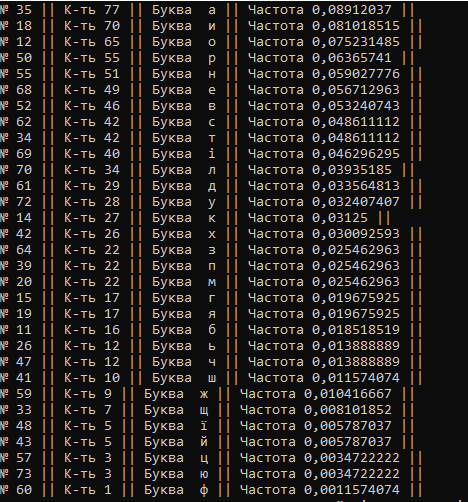 № 35 || К-ть 77 || Буква  а || Частота 0,08912037 ||
№ 18 || К-ть 70 || Буква  и || Частота 0,081018515 ||
№ 12 || К-ть 65 || Буква  о || Частота 0,075231485 ||
№ 50 || К-ть 55 || Буква  р || Частота 0,06365741 ||
№ 55 || К-ть 51 || Буква  н || Частота 0,059027776 ||
№ 68 || К-ть 49 || Буква  е || Частота 0,056712963 ||
№ 52 || К-ть 46 || Буква  в || Частота 0,053240743 ||
№ 62 || К-ть 42 || Буква  с || Частота 0,048611112 ||
№ 34 || К-ть 42 || Буква  т || Частота 0,048611112 ||
№ 69 || К-ть 40 || Буква  і || Частота 0,046296295 ||
№ 70 || К-ть 34 || Буква  л || Частота 0,03935185 ||
№ 61 || К-ть 29 || Буква  д || Частота 0,033564813 ||
№ 72 || К-ть 28 || Буква  у || Частота 0,032407407 ||
№ 14 || К-ть 27 || Буква  к || Частота 0,03125 ||
№ 42 || К-ть 26 || Буква  х || Частота 0,030092593 ||
№ 64 || К-ть 22 || Буква  з || Частота 0,025462963 ||
№ 39 || К-ть 22 || Буква  п || Частота 0,025462963 ||
№ 20 || К-ть 22 || Буква  м || Частота 0,025462963 ||
№ 15 || К-ть 17 || Буква  г || Частота 0,019675925 ||
№ 19 || К-ть 17 || Буква  я || Частота 0,019675925 ||
№ 11 || К-ть 16 || Буква  б || Частота 0,018518519 ||
№ 26 || К-ть 12 || Буква  ь || Частота 0,013888889 ||
№ 47 || К-ть 12 || Буква  ч || Частота 0,013888889 ||
№ 41 || К-ть 10 || Буква  ш || Частота 0,011574074 ||
№ 59 || К-ть 9 || Буква  ж || Частота 0,010416667 ||
№ 33 || К-ть 7 || Буква  щ || Частота 0,008101852 ||
№ 48 || К-ть 5 || Буква  ї || Частота 0,005787037 ||
№ 43 || К-ть 5 || Буква  й || Частота 0,005787037 ||
№ 57 || К-ть 3 || Буква  ц || Частота 0,0034722222 ||
№ 73 || К-ть 3 || Буква  ю || Частота 0,0034722222 ||
№ 60 || К-ть 1 || Буква  ф || Частота 0,0011574074 ||